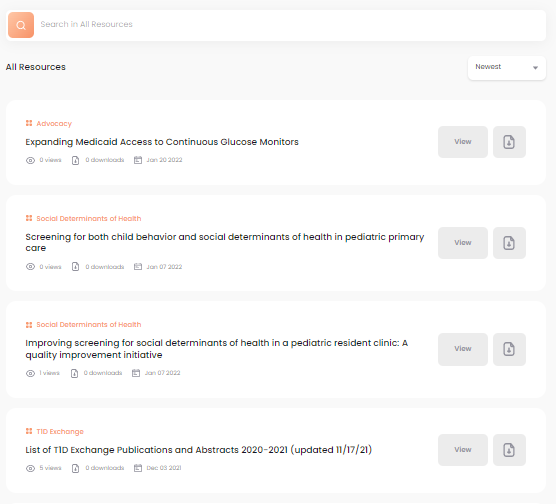 Search In All Resources
All Resources
Newest
Advocacy
Expanding Medicaid Access to Continuous Glucose Monitors
0 views 0 downloads Jan 20 2022
View
Social Determinants of Health
Screening for both child behavior and social determinants of health in pediatric primary
care
0 views 0 downloads Jan 07 2022
View
Social Determinants of Health
Improving screening for social determinants of health in a pediatric resident clinic: A
quality improvement initiative
1 views 0 downloads Jan 07 2022
View
T1D Exchange
List of T1D Exchange Publications and Abstracts 2020-2021 (updated 11/17/21)
5 views 0 downloads Dec 03 2021
View